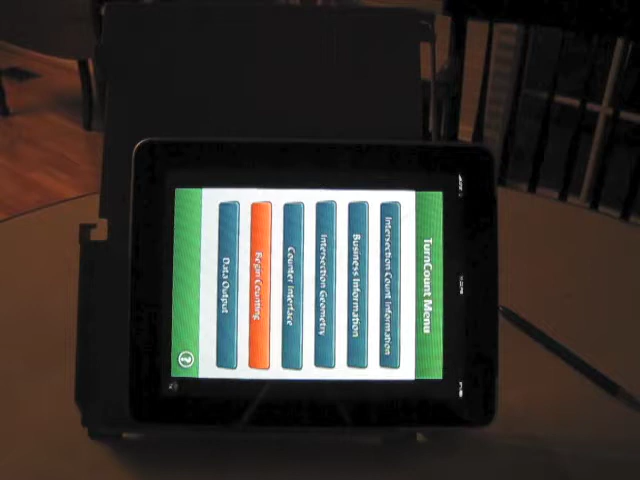 TurnCount Menu
Intersection Count Information
Business Information
Intersection Geometry
Counter Interface
Begin Counting
Data Output
?